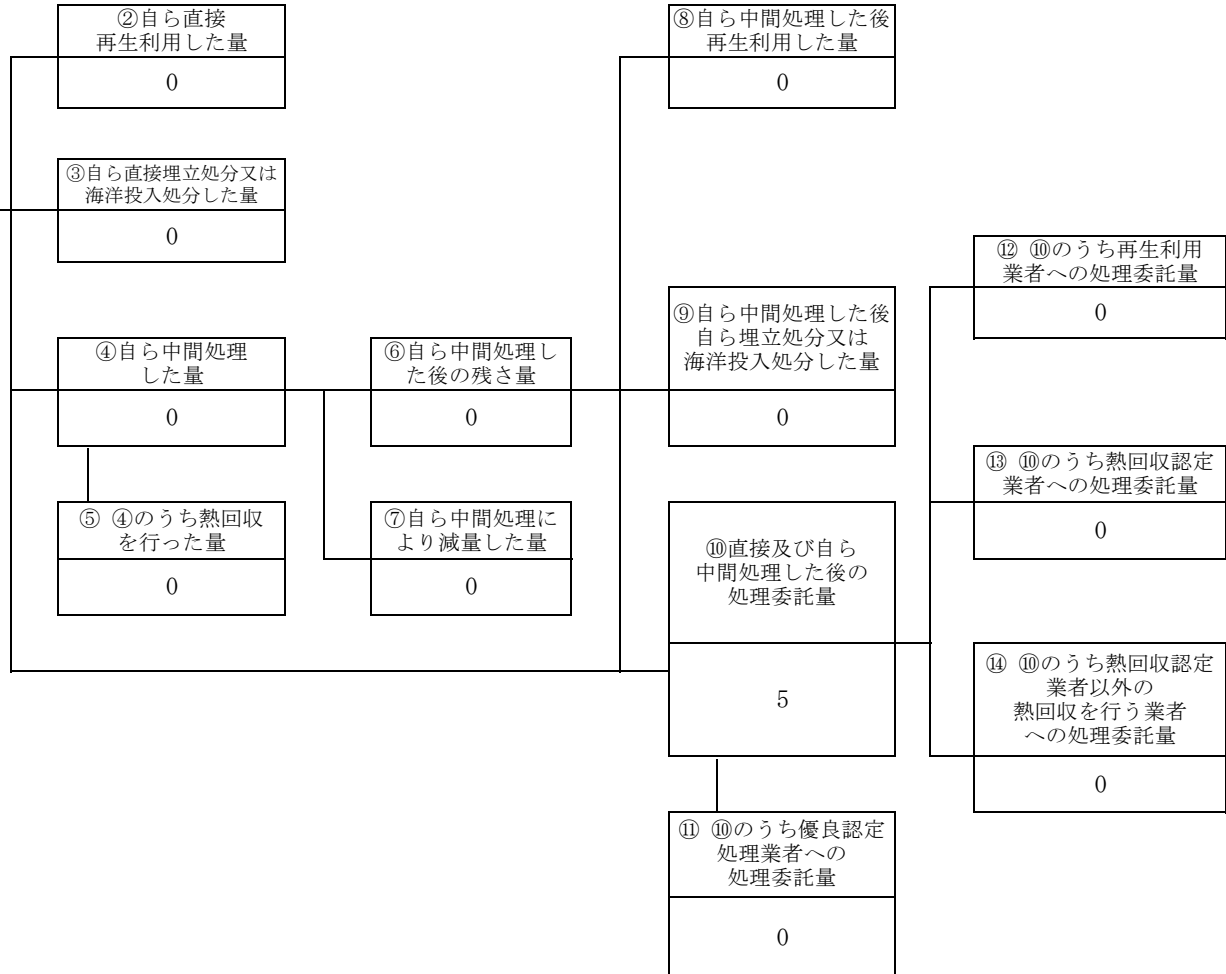 ②自ら直接
再生利用した量
0
③自ら直接埋立処分又は
海洋投入処分した量
0
④自ら中間処理
した量
0
⑤ ④のうち熱回収
を行った量
0
⑥自ら中間処理し
た後の残さ量
0
⑦自ら中間処理に
より減量した量
0
⑧自ら中間処理した後
再生利用した量
0
⑨自ら中間処理した後
自ら埋立処分又は
海洋投入処分した量
0
⑩直接及び自ら
中間処理した後の
処理委託量
5
⑪ ⑩のうち優良認定
処理業者への
処理委託量
0
⑫ ⑩のうち再生利用
業者への処理委託量
0
⑬ ⑩のうち熱回収認定
業者への処理委託量
0
⑭ ⑩のうち熱回収認定
業者以外の
熱回収を行う業者
への処理委託量
0